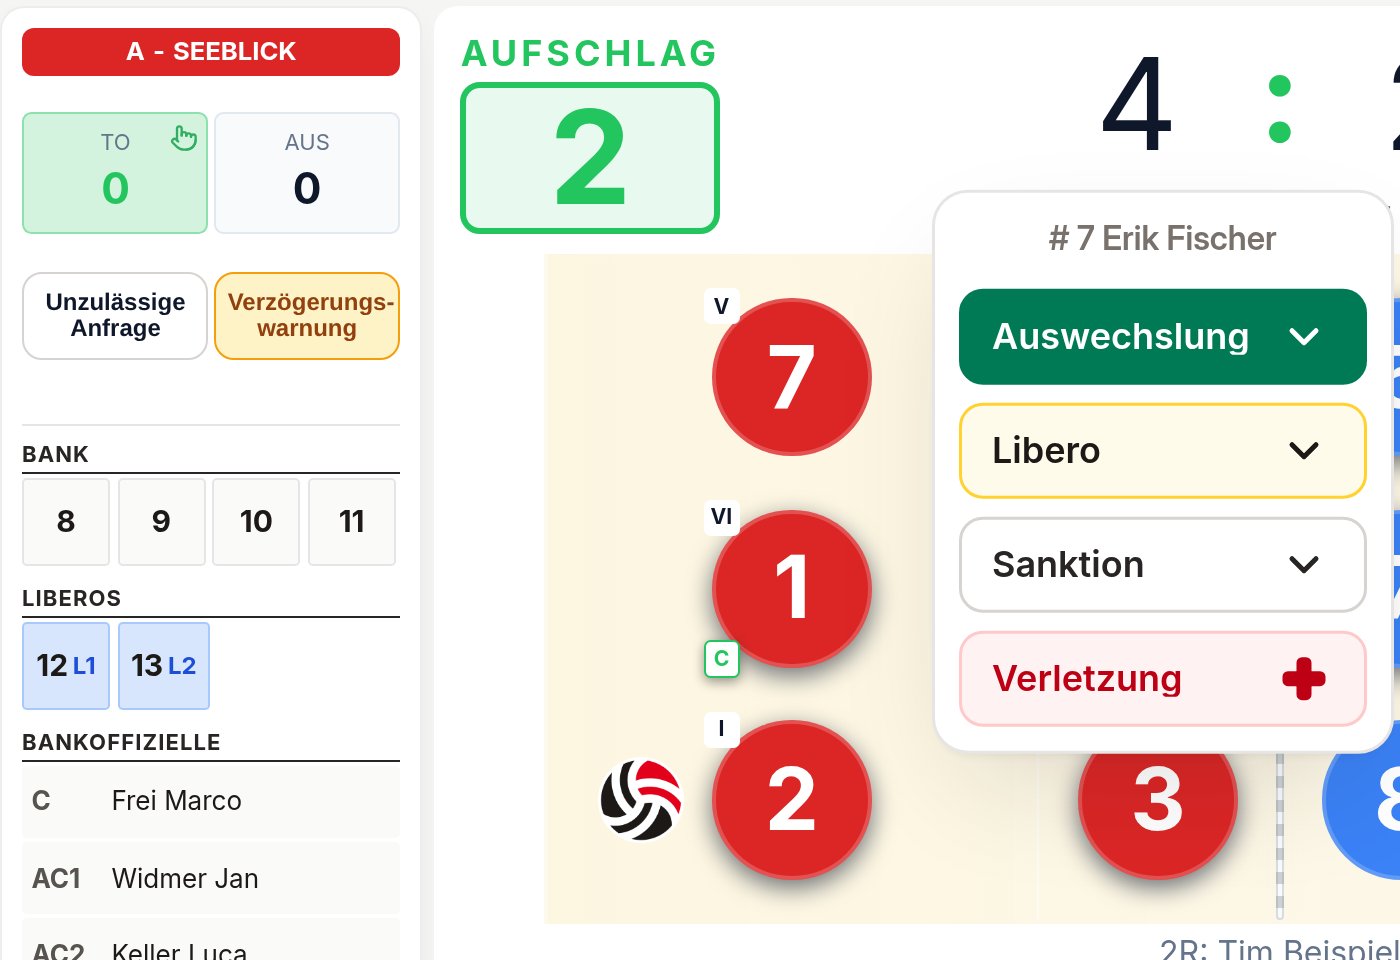 A - SEEBLICK
TO
0
AUS
0
Unzulässige
Anfrage
Verzögerungs-
warnung
BANK
8 9 10 11
LIBEROS
12 L1 13 L2
BANKOFFIZIELLE
C Frei Marco
AC1 Widmer Jan
AC2 Keller Luca
AUFSCHLAG
2
4 :
# 7 Erik Fischer
Auswechslung
Libero
Sanktion
Verletzung
V
7
VI
1
C
I
2
3
8
2R: Tim Beispiel